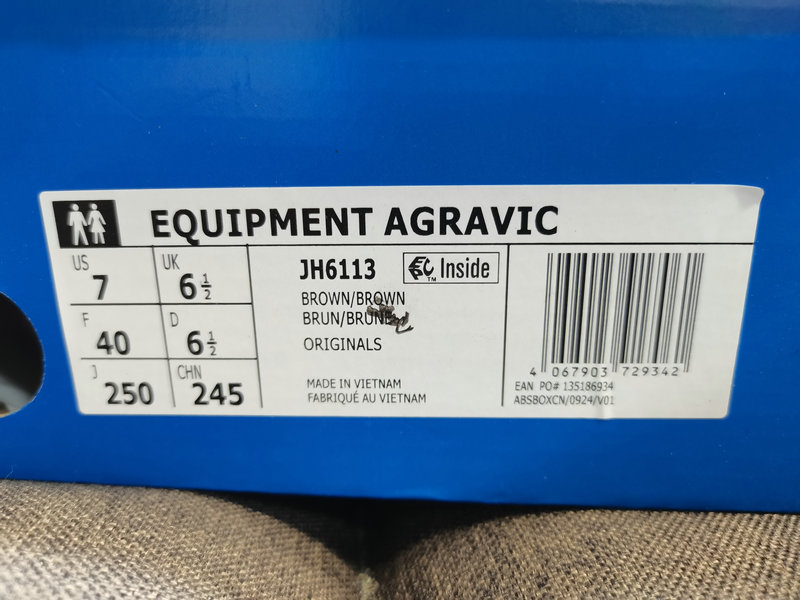 EQUIPMENT AGRAVIC
US 7
UK 6 1/2
F 40
D 6 1/2
J 250
CHN 245
JH6113
Inside
TM
BROWN/BROWN
BRUN/BRUN
ORIGINALS
MADE IN VIETNAM
FABRIQUÉ AU VIETNAM
4 067903 729342
EAN PO# 135186934
ABSBOXCN/0924/V01